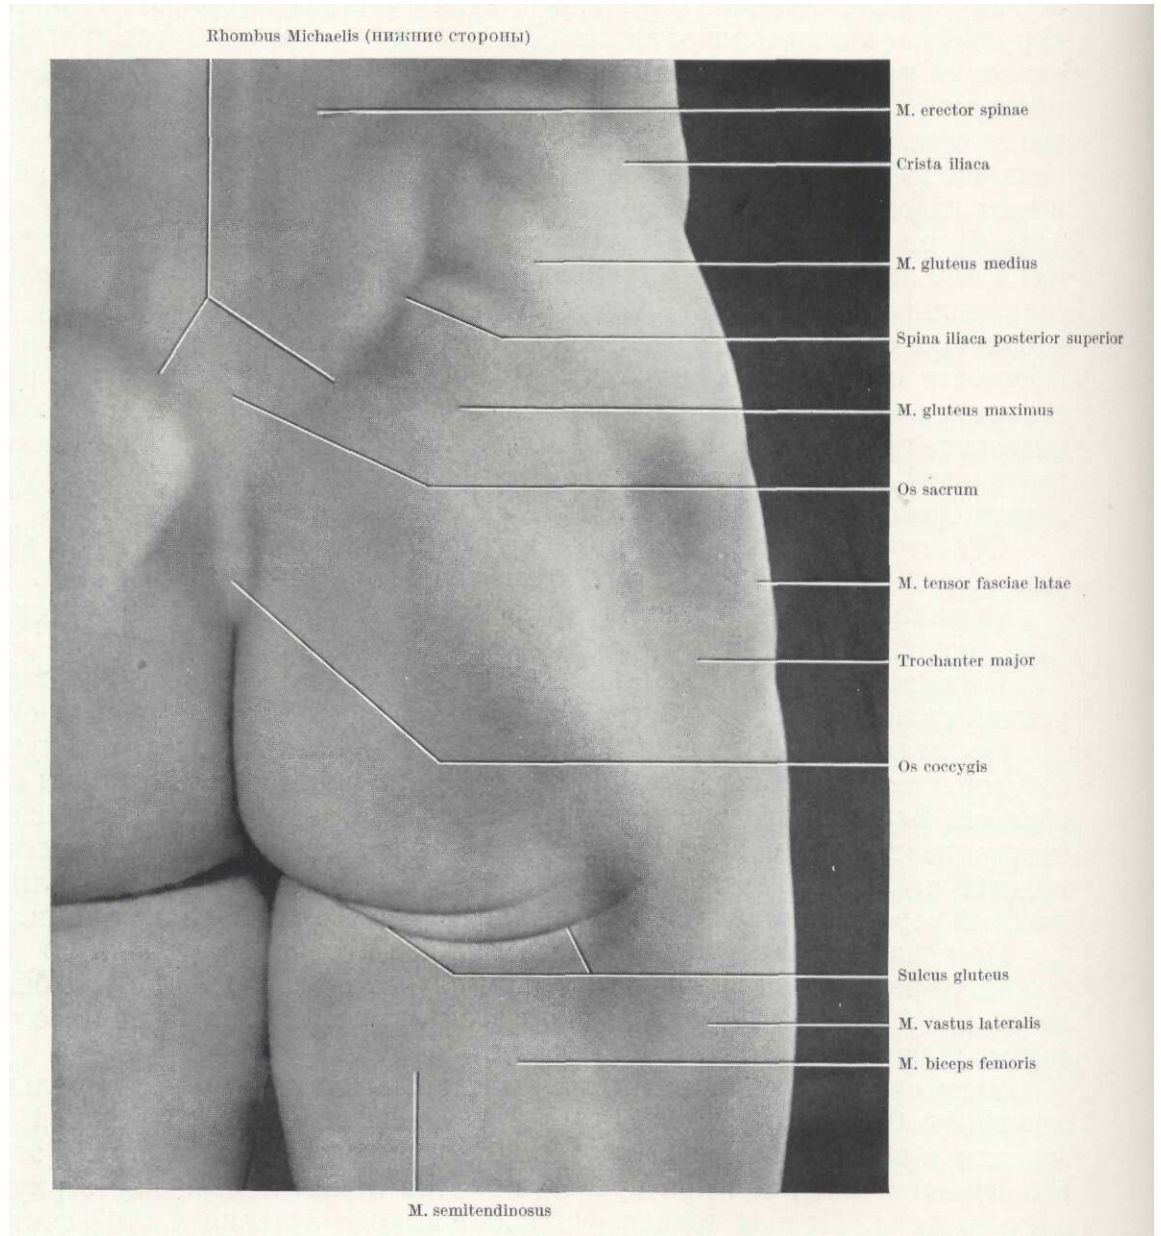 Rhombus Michaelis (нижние стороны)
M. erector spinae
Crista iliaca
M. gluteus medius
Spina iliaca posterior superior
M. gluteus maximus
Os sacrum
M. tensor fasciae latae
Trochanter major
Os coccygis
Sulcus gluteus
M. vastus lateralis
M. biceps femoris
M. semitendinosus